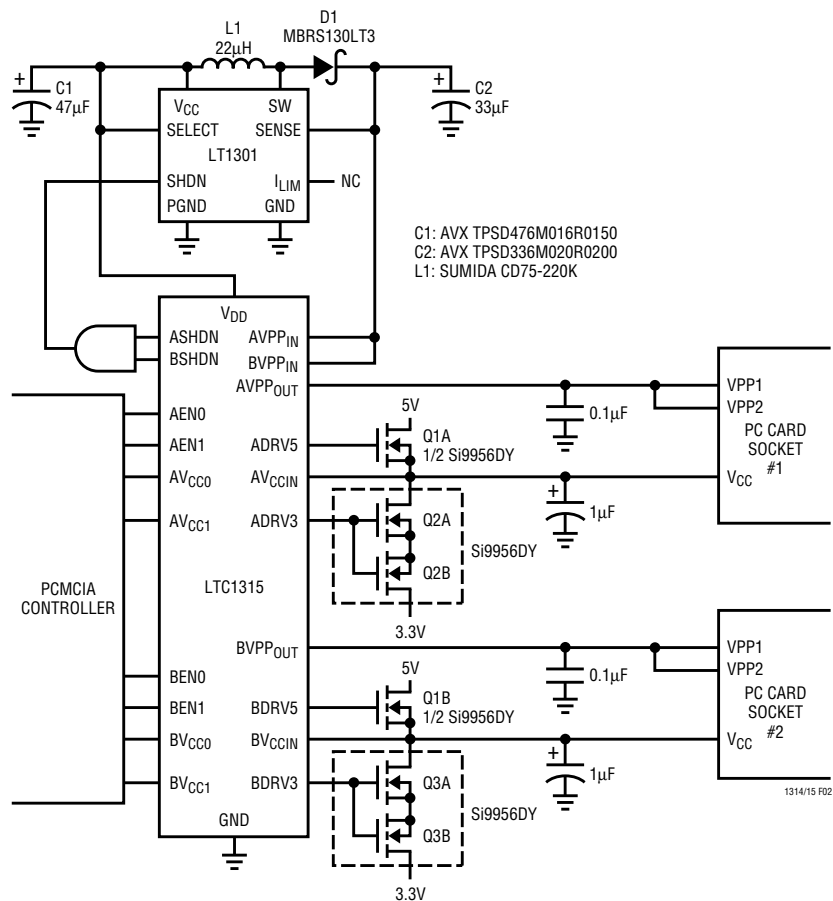 D1
MBRS130LT3
L1
22µH
+
C1
47µF
+
C2
33µF
VCC
SW
SELECT
SENSE
LT1301
SHDN
ILIM
NC
PGND
GND
C1: AVX TPSD476M016R0150
C2: AVX TPSD336M020R0200
L1: SUMIDA CD75-220K
VDD
ASHDN
AVPPIN
BSHDN
BVPPIN
AVPPOUT
VPP1
VPP2
0.1µF
PC CARD
SOCKET
#1
5V
AEN0
Q1A
1/2 Si9956DY
AEN1
ADRV5
AVCC0
AVCCIN
VCC
+
1µF
AVCC1
ADRV3
Q2A
Si9956DY
Q2B
PCMCIA
CONTROLLER
LTC1315
3.3V
BVPPOUT
VPP1
VPP2
0.1µF
PC CARD
SOCKET
#2
5V
BEN0
Q1B
1/2 Si9956DY
BEN1
BDRV5
BVCC0
BVCCIN
VCC
+
1µF
BVCC1
BDRV3
Q3A
Si9956DY
Q3B
GND
3.3V
1314/15 F02